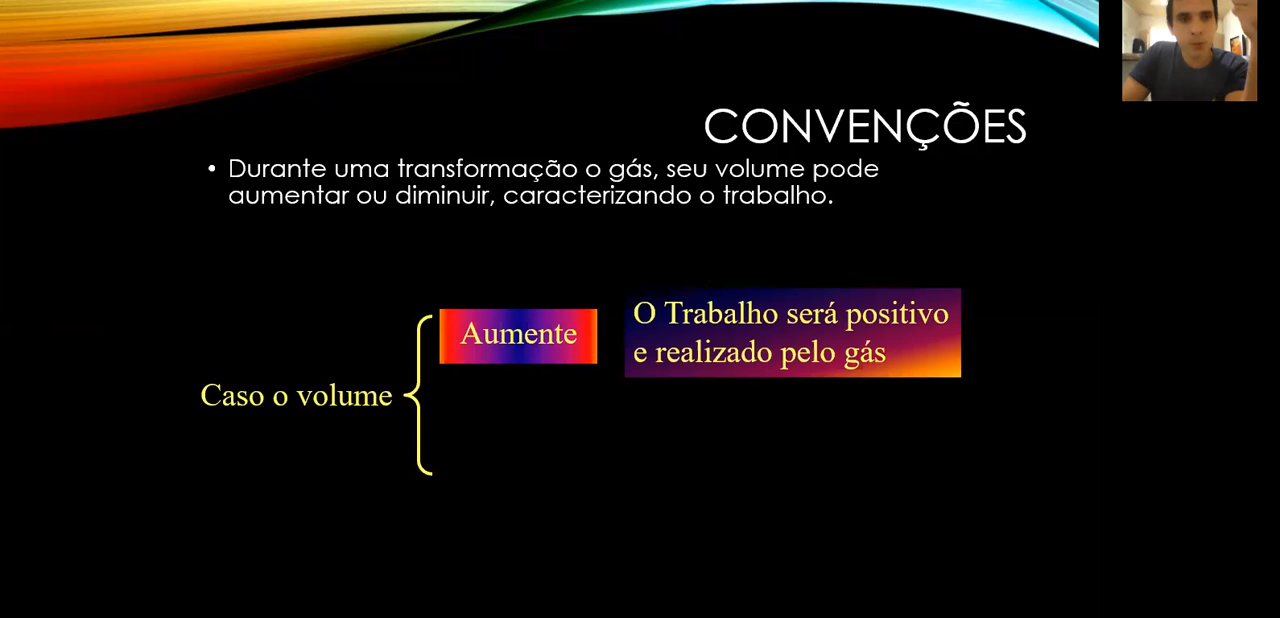 CONVENÇÕES
• Durante uma transformação o gás, seu volume pode
aumentar ou diminuir, caracterizando o trabalho.
Aumente
O Trabalho será positivo
e realizado pelo gás
Caso o volume